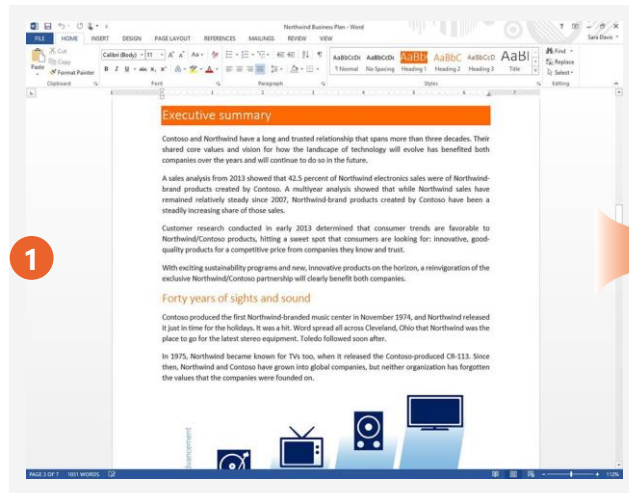 Northwind Business Plan - Word
FILE HOME INSERT DESIGN PAGE LAYOUT REFERENCES MAILINGS REVIEW VIEW Sara Davis
Cut
Copy
Format Painter
Paste
Calibri (Body) 11
Clipboard Font Paragraph Styles Editing
AaBbCcDc AaBbCcDc AaBb AaBbC AaBbCcD AaBl
1 Normal No Spacing Heading 1 Heading 2 Heading 3 Title
Find
Replace
Select
Executive summary
Contoso and Northwind have a long and trusted relationship that spans more than three decades. Their
shared core values and vision for how the landscape of technology will evolve has benefited both
companies over the years and will continue to do so in the future.
A sales analysis from 2013 showed that 42.5 percent of Northwind electronics sales were of Northwind-
brand products created by Contoso. A multiyear analysis showed that while Northwind sales have
remained relatively steady since 2007, Northwind-brand products created by Contoso have been a
steadily increasing share of those sales.
Customer research conducted in early 2013 determined that consumer trends are favorable to
Northwind/Contoso products, hitting a sweet spot that consumers are looking for: innovative, good-
quality products for a competitive price from companies they know and trust.
With exciting sustainability programs and new, innovative products on the horizon, a reinvigoration of the
exclusive Northwind/Contoso partnership will clearly benefit both companies.
1
Forty years of sights and sound
Contoso produced the first Northwind-branded music center in November 1974, and Northwind released
it just in time for the holidays. It was a hit. Word spread all across Cleveland, Ohio that Northwind was the
place to go for the latest stereo equipment. Toledo followed soon after.
In 1975, Northwind became known for TVs too, when it released the Contoso-produced CR-113. Since
then, Northwind and Contoso have grown into global companies, but neither organization has forgotten
the values that the companies were founded on.
PAGE 3 OF 7 1031 WORDS 110%